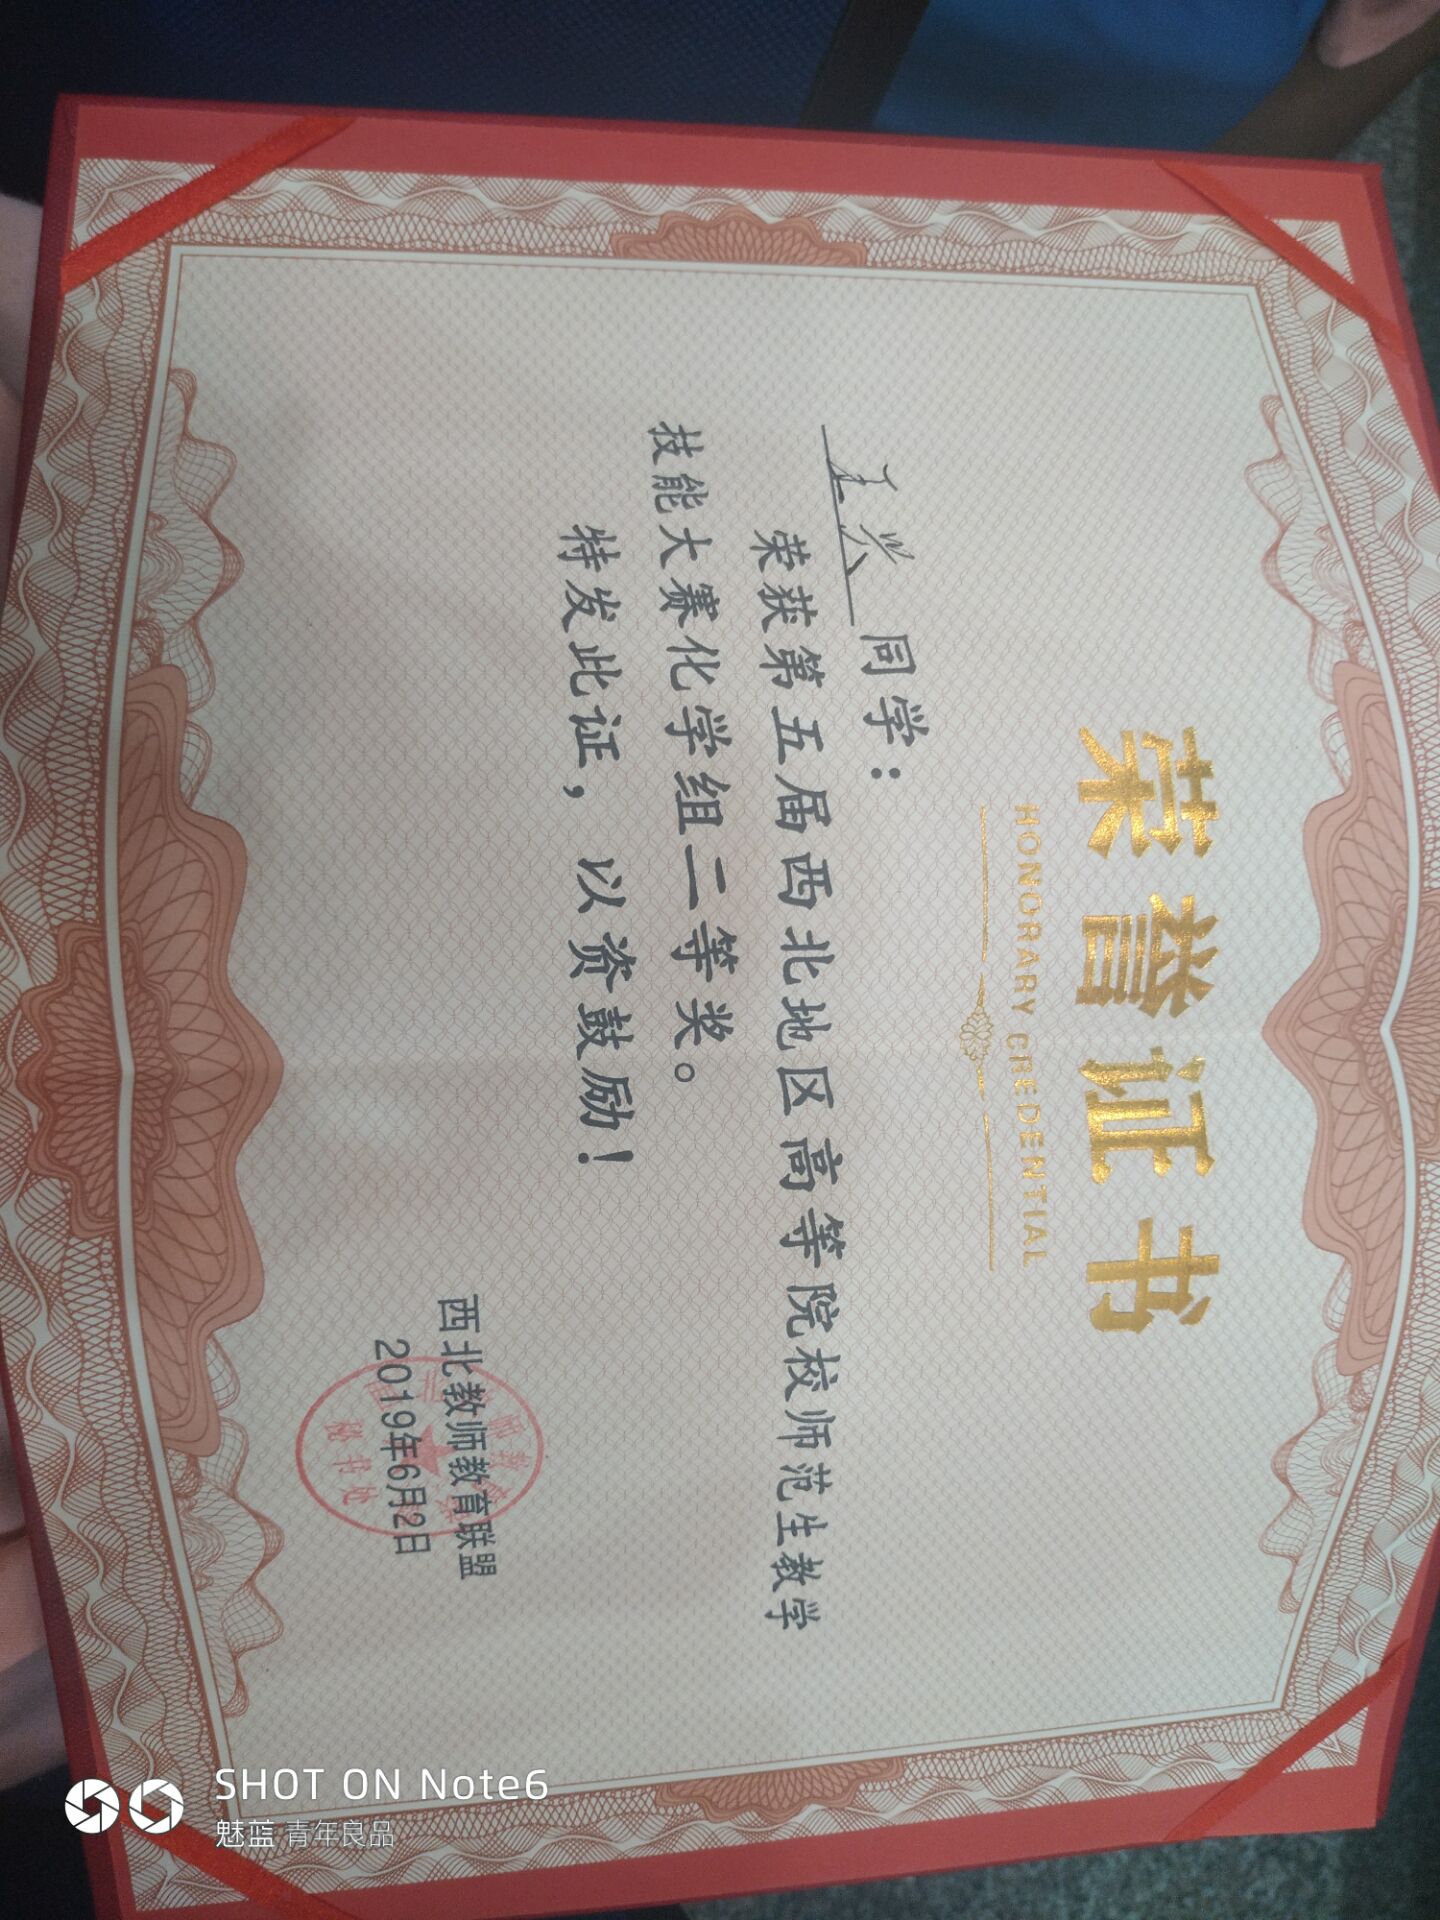 荣誉证书
HONORARY CREDENTIAL
同学：
荣获第五届西北地区高等院校师范生教学
技能大赛化学组二等奖。
特发此证，以资鼓励！
西北教师教育联盟
2019年6月2日
秘书处
SHOT ON Note6
魅蓝 青年良品